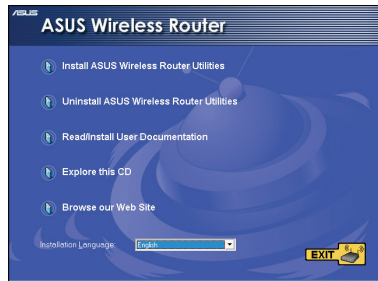 ASUS
ASUS Wireless Router
Install ASUS Wireless Router Utilities
Uninstall ASUS Wireless Router Utilities
Read/Install User Documentation
Explore this CD
Browse our Web Site
Installation Language:
English
EXIT